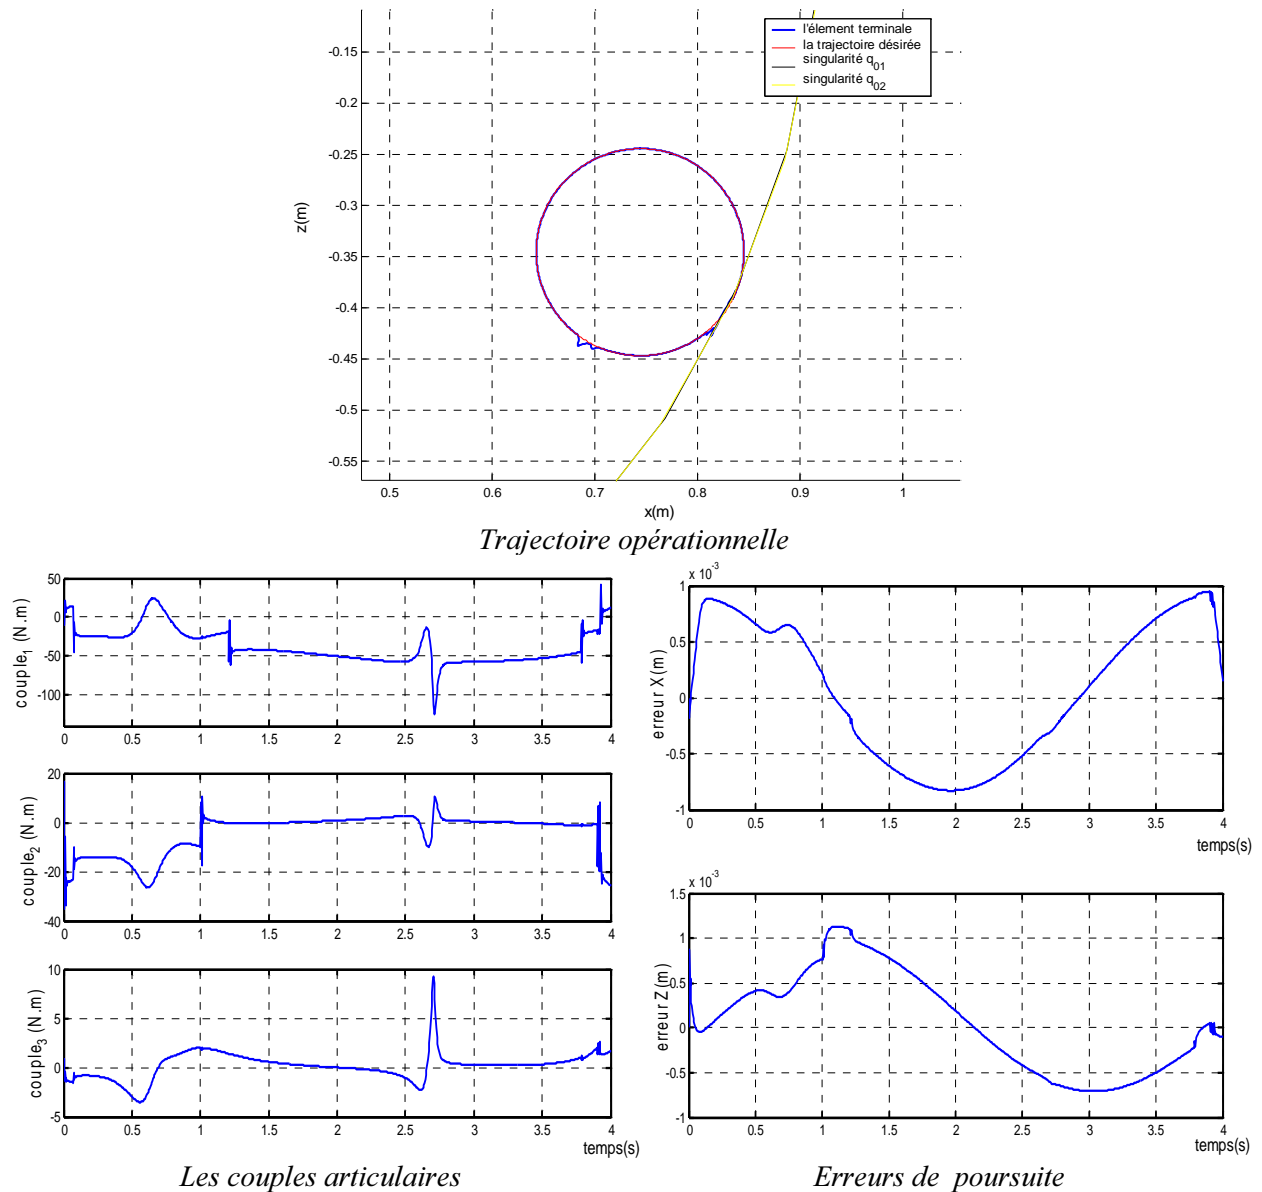 l'élement terminale
la trajectoire désirée
singularité q01
singularité q02
-0.15
-0.2
-0.25
-0.3
-0.35
-0.4
-0.45
-0.5
-0.55
z(m)
0.5 0.6 0.7 0.8 0.9 1
x(m)
Trajectoire opérationnelle
50
0
-50
-100
couple1 (N.m)
0 0.5 1 1.5 2 2.5 3 3.5 4
20
0
-20
-40
couple2 (N.m)
0 0.5 1 1.5 2 2.5 3 3.5 4
10
5
0
-5
couple3 (N.m)
0 0.5 1 1.5 2 2.5 3 3.5 4
temps(s)
Les couples articulaires
x 10-3
1
0.5
0
-0.5
-1
erreur X(m)
0 0.5 1 1.5 2 2.5 3 3.5 4
temps(s)
x 10-3
1.5
1
0.5
0
-0.5
-1
erreur Z(m)
0 0.5 1 1.5 2 2.5 3 3.5 4
temps(s)
Erreurs de poursuite